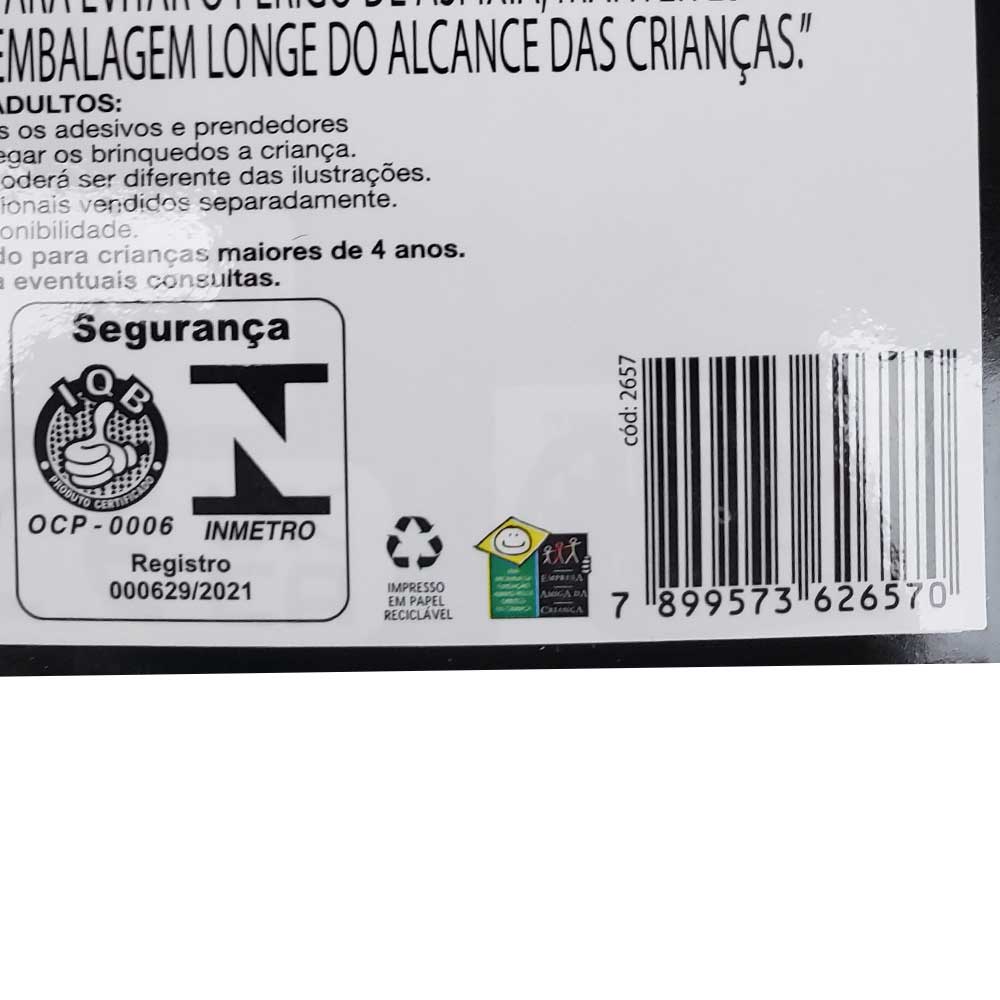 EMBALAGEM LONGE DO ALCANCE DAS CRIANÇAS.”
ADULTOS:
os adesivos e prendedores
os brinquedos a criança.
oderá ser diferente das ilustrações.
ionais vendidos separadamente.
onibilidade.
do para crianças maiores de 4 anos.
a eventuais consultas.
Segurança
IQB
PRODUTO CERTIFICADO
OCP - 0006
INMETRO
Registro
000629/2021
IMPRESSO
EM PAPEL
RECICLÁVEL
EMPRESA
AMIGA DA
CRIANÇA
cód: 2657
7 899573 626570